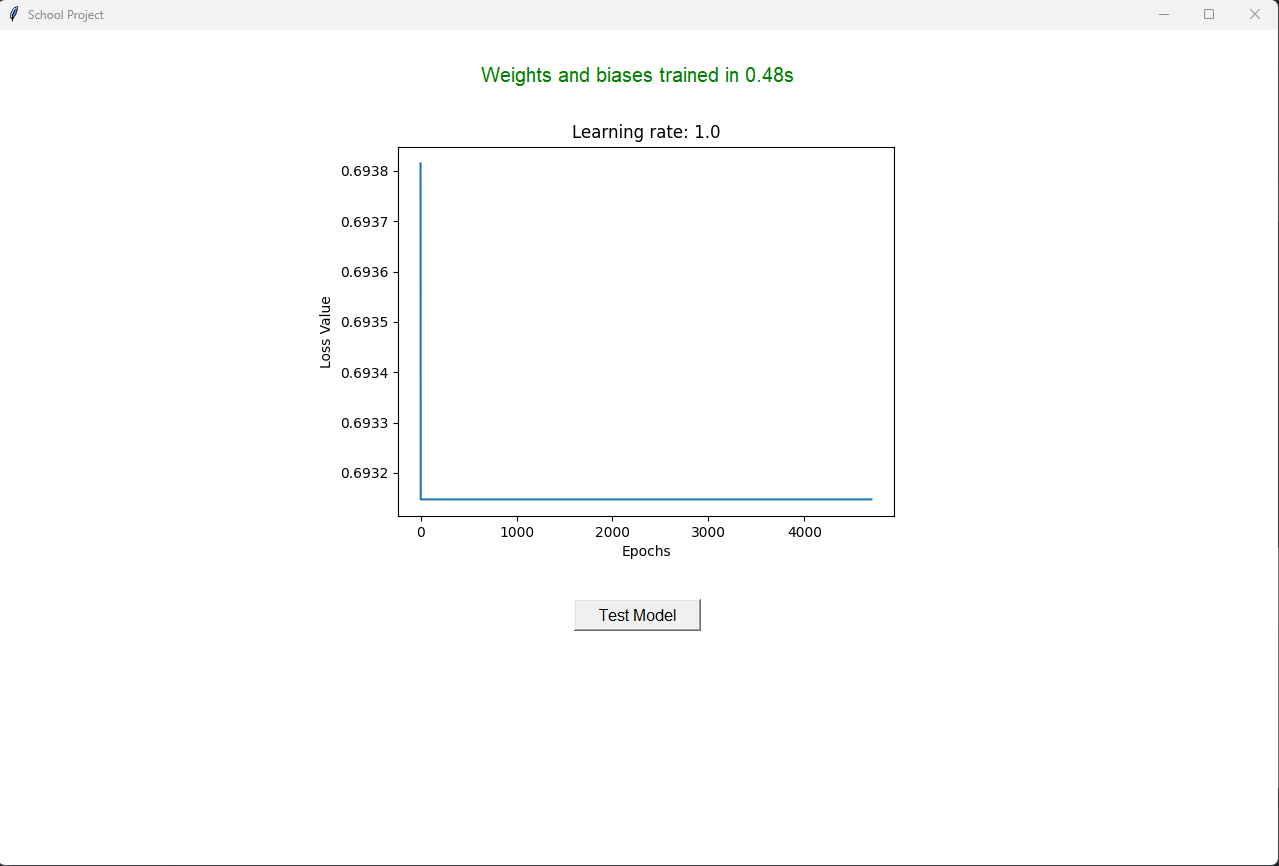 School Project
Weights and biases trained in 0.48s
Learning rate: 1.0
0.6938
0.6937
0.6936
0.6935
0.6934
0.6933
0.6932
Loss Value
0 1000 2000 3000 4000
Epochs
Test Model